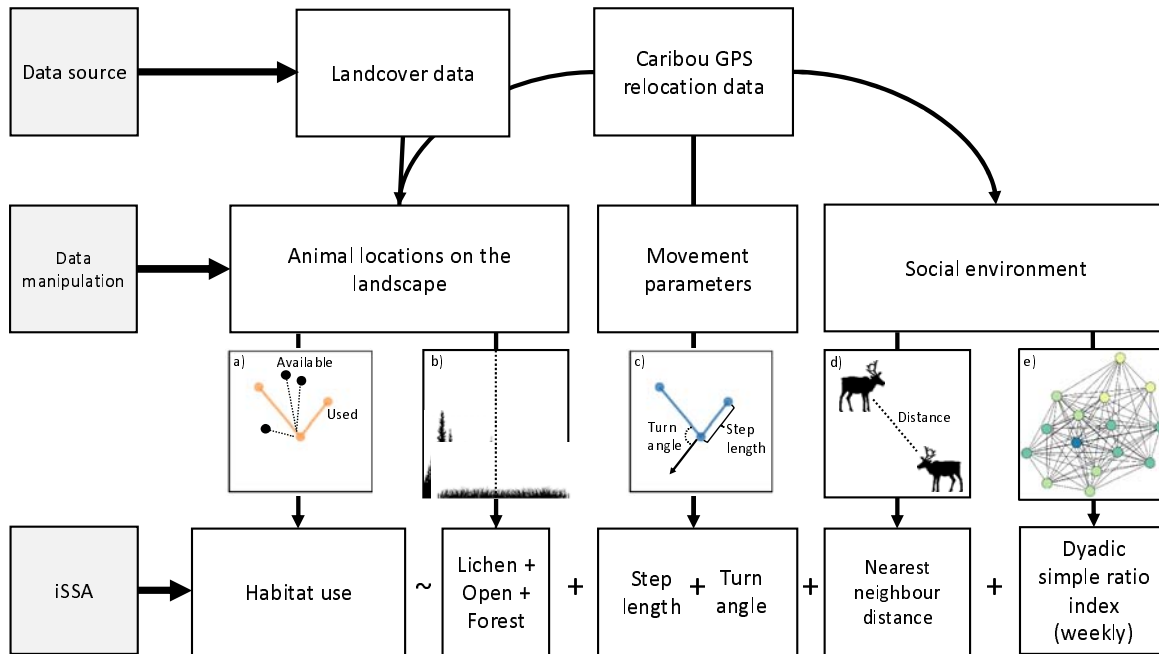 Data source
Landcover data
Caribou GPS
relocation data
Data
manipulation
Animal locations on the
landscape
Movement
parameters
Social environment
a)
Available
Used
b)
c)
Turn
angle
Step
length
d)
Distance
e)
iSSA
Habitat use
~
Lichen +
Open +
Forest
+
Step
length
+
Turn
angle
+
Nearest
neighbour
distance
+
Dyadic
simple ratio
index
(weekly)